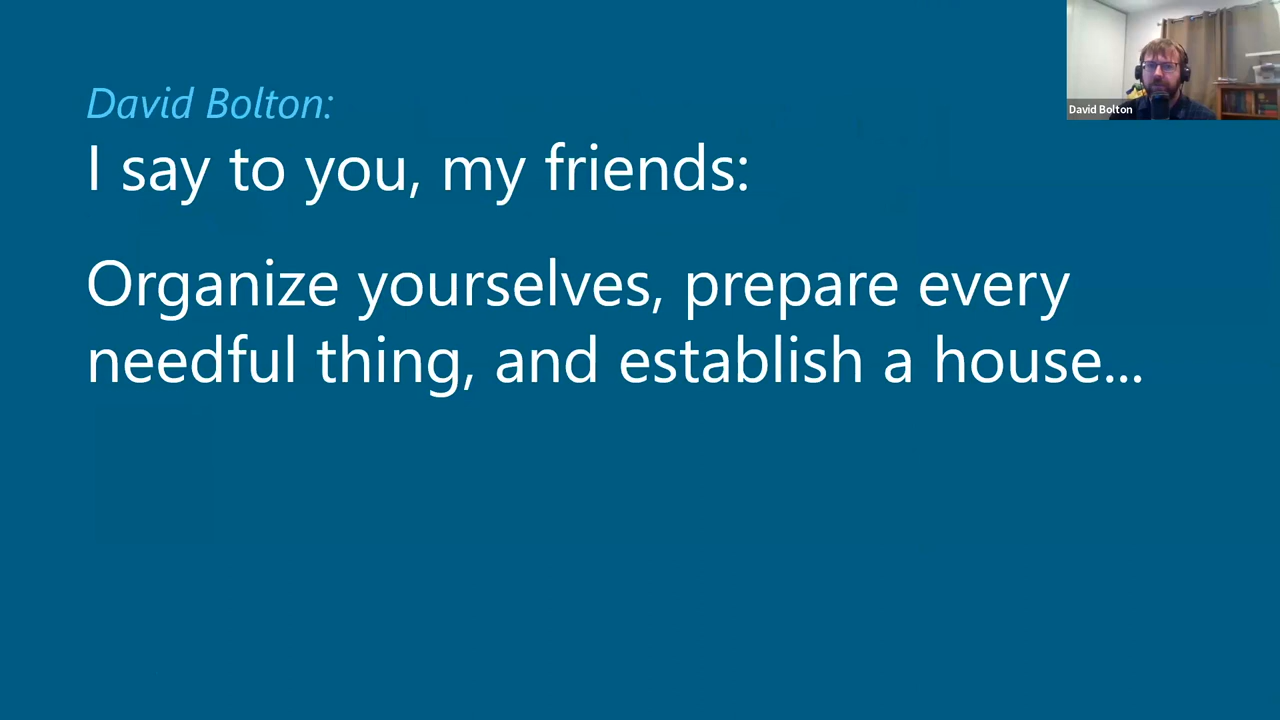 David Bolton:
I say to you, my friends:
Organize yourselves, prepare every
needful thing, and establish a house...
David Bolton